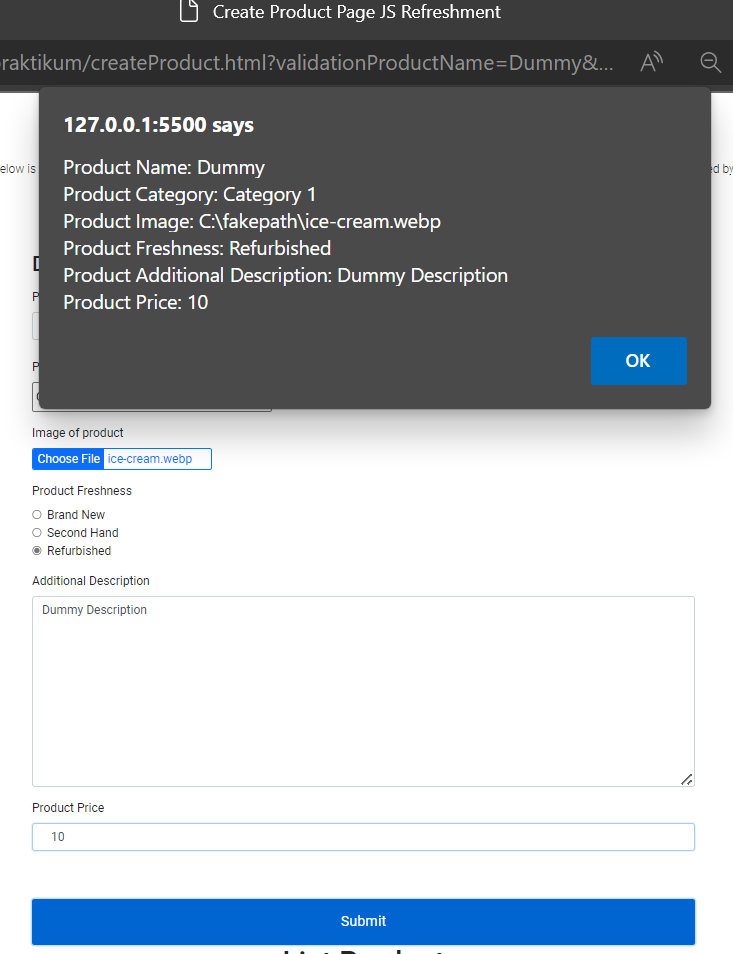 Create Product Page JS Refreshment
raktikum/createProduct.html?validationProductName=Dummy&...
127.0.0.1:5500 says
elow is
ed by
Product Name: Dummy
Product Category: Category 1
Product Image: C:\fakepath\ice-cream.webp
Product Freshness: Refurbished
Product Additional Description: Dummy Description
Product Price: 10
OK
Image of product
Choose File ice-cream.webp
Product Freshness
Brand New
Second Hand
Refurbished
Additional Description
Dummy Description
Product Price
10
Submit